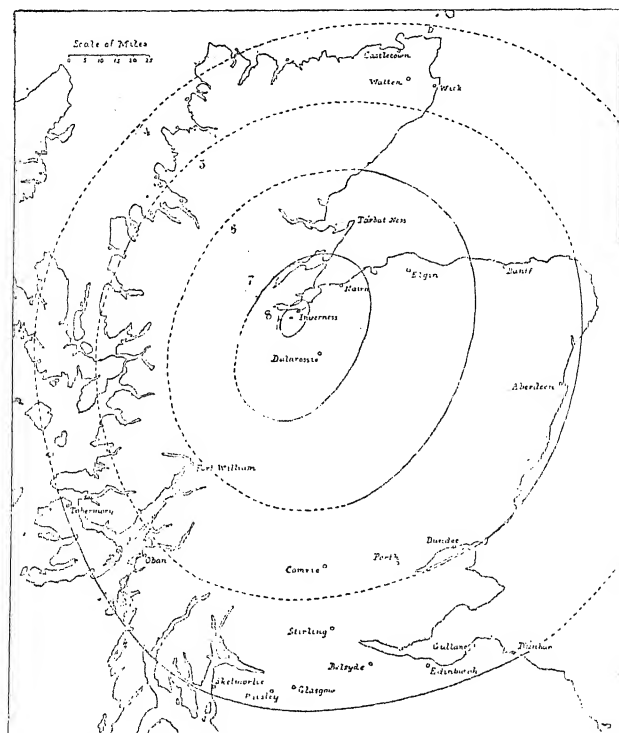 Scale of Miles
0 5 10 15 20 25
Castletown
Watten
Wick
4
5
6
Tarbat Ness
7
Elgin
Banff
Nairn
8
Inverness
Dalarossie
Aberdeen
Fort William
Tobermory
Oban
Dundee
Perth
Comrie
Stirling
Gullane
Dunbar
Balsyde
Edinburgh
Skelmorlie
Paisley
Glasgow